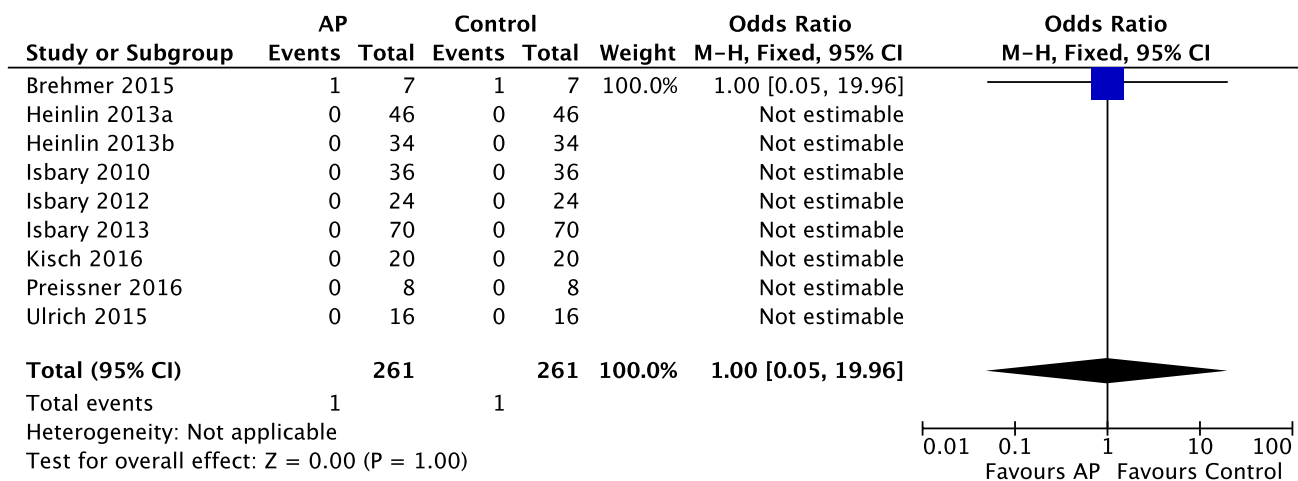 AP Control Odds Ratio Odds Ratio
Study or Subgroup Events Total Events Total Weight M-H, Fixed, 95% CI M-H, Fixed, 95% CI
Brehmer 2015 1 7 1 7 100.0% 1.00 [0.05, 19.96]
Heinlin 2013a 0 46 0 46 Not estimable
Heinlin 2013b 0 34 0 34 Not estimable
Isbary 2010 0 36 0 36 Not estimable
Isbary 2012 0 24 0 24 Not estimable
Isbary 2013 0 70 0 70 Not estimable
Kisch 2016 0 20 0 20 Not estimable
Preissner 2016 0 8 0 8 Not estimable
Ulrich 2015 0 16 0 16 Not estimable
Total (95% CI) 261 261 100.0% 1.00 [0.05, 19.96]
Total events 1 1
Heterogeneity: Not applicable
Test for overall effect: Z = 0.00 (P = 1.00)
0.01 0.1 1 10 100
Favours AP Favours Control